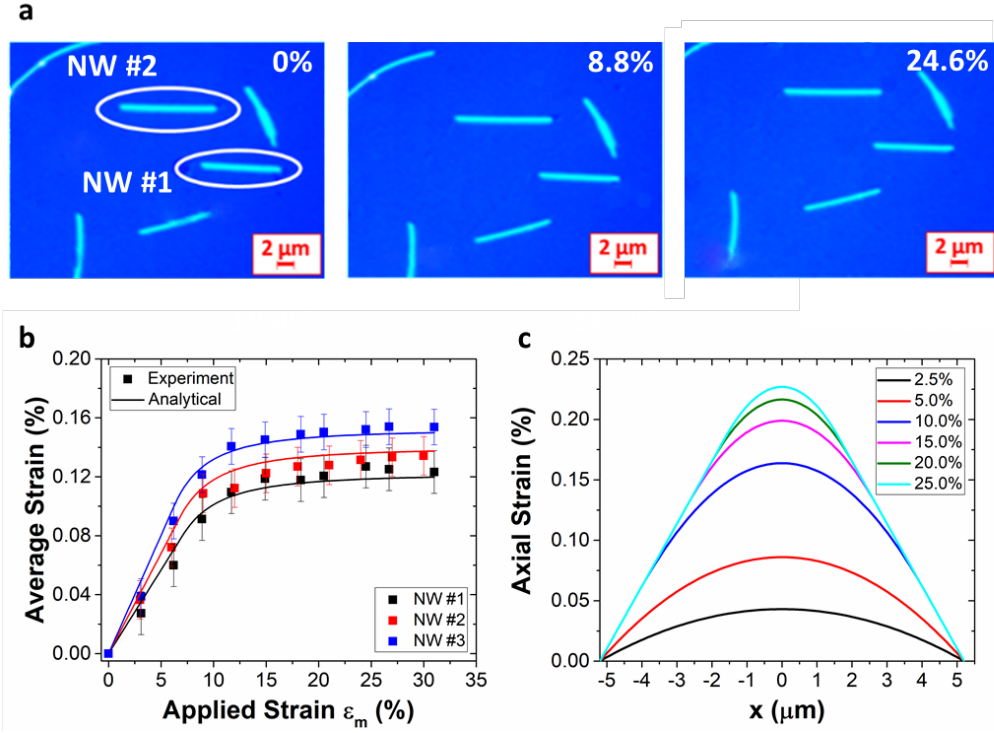 a
NW #2
0%
8.8%
24.6%
NW #1
2 μm
2 μm
2 μm
b
0.20
0.16
0.12
0.08
0.04
0.00
Average Strain (%)
Experiment
Analytical
NW #1
NW #2
NW #3
0 5 10 15 20 25 30 35
Applied Strain εm (%)
c
0.25
0.20
0.15
0.10
0.05
0.00
Axial Strain (%)
2.5%
5.0%
10.0%
15.0%
20.0%
25.0%
-5 -4 -3 -2 -1 0 1 2 3 4 5
x (μm)